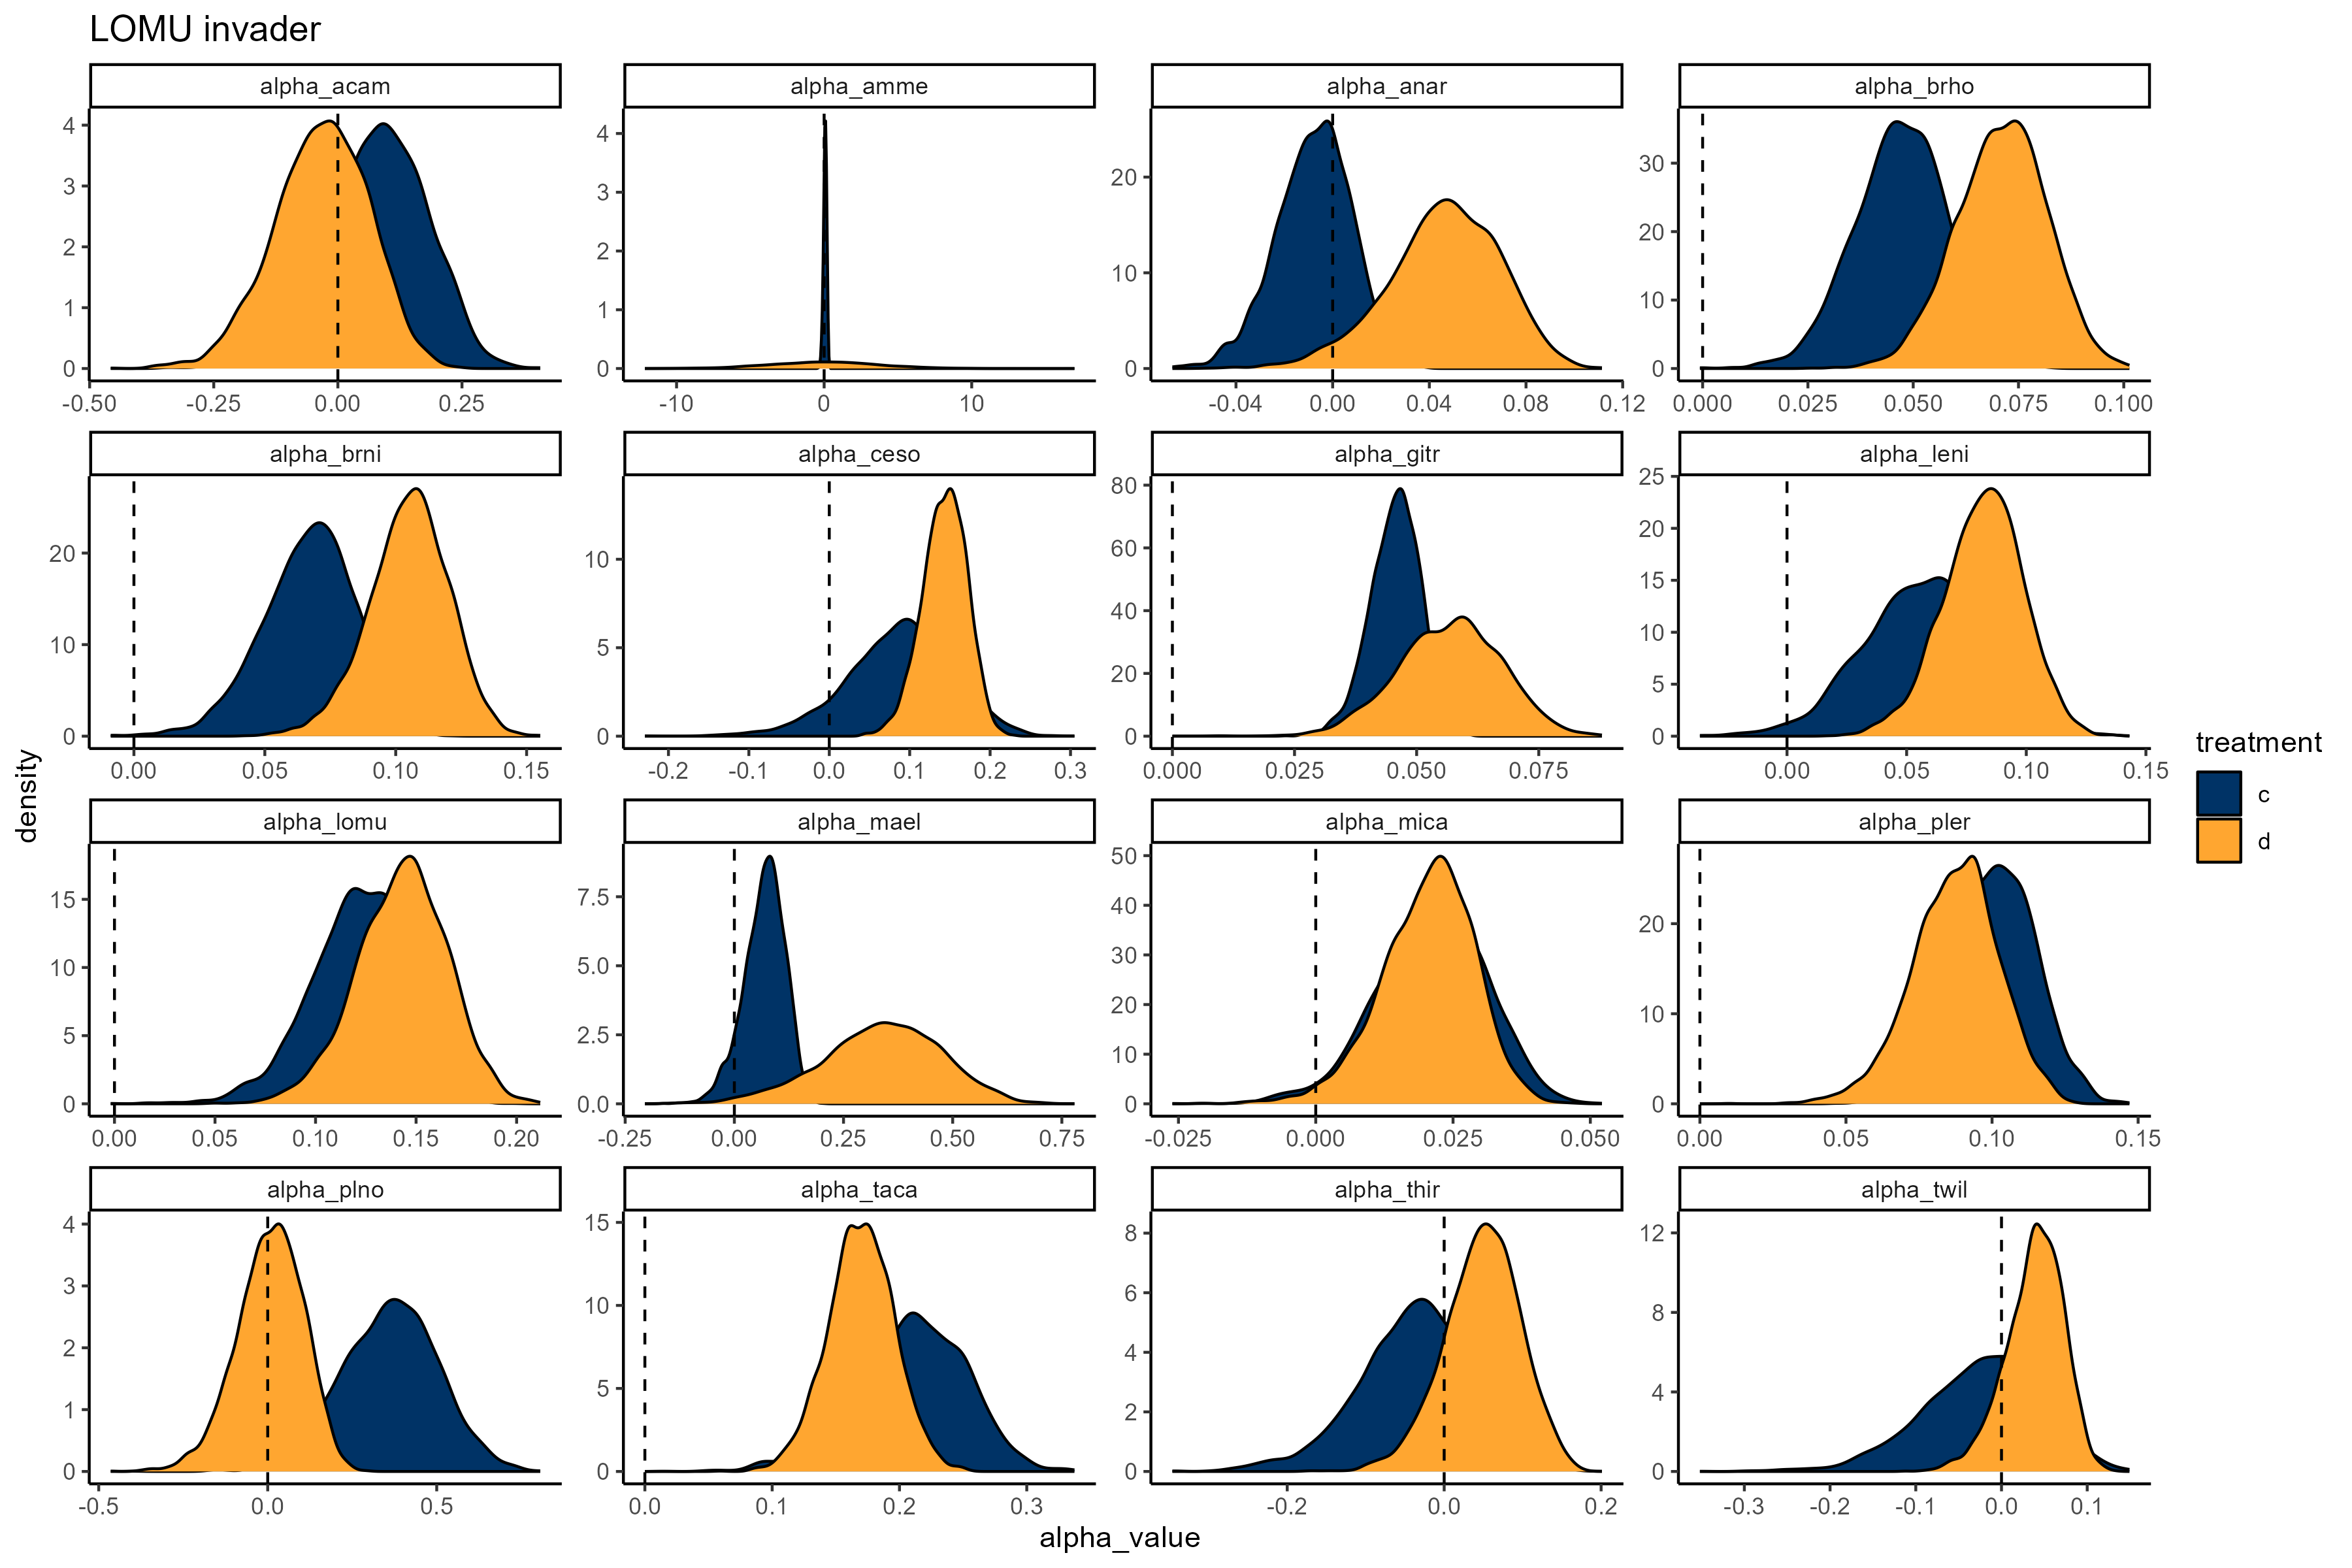 LOMU invader
alpha_acam alpha_amme alpha_anar alpha_brho
4 3 2 1 0
-0.50 -0.25 0.00 0.25
4 3 2 1 0
-10 0 10
20 10 0
-0.04 0.00 0.04 0.08 0.12
30 20 10 0
0.000 0.025 0.050 0.075 0.100
alpha_brni alpha_ceso alpha_gitr alpha_leni
20 10 0
0.00 0.05 0.10 0.15
10 5 0
-0.2 -0.1 0.0 0.1 0.2 0.3
80 60 40 20 0
0.000 0.025 0.050 0.075
25 20 15 10 5 0
0.00 0.05 0.10 0.15
density
treatment
c
d
alpha_lomu alpha_mael alpha_mica alpha_pler
15 10 5 0
0.00 0.05 0.10 0.15 0.20
7.5 5.0 2.5 0.0
-0.25 0.00 0.25 0.50 0.75
50 40 30 20 10 0
-0.025 0.000 0.025 0.050
20 10 0
0.00 0.05 0.10 0.15
alpha_plno alpha_taca alpha_thir alpha_twil
4 3 2 1 0
-0.5 0.0 0.5
15 10 5 0
0.0 0.1 0.2 0.3
8 6 4 2 0
-0.2 0.0 0.2
12 8 4 0
-0.3 -0.2 -0.1 0.0 0.1
alpha_value